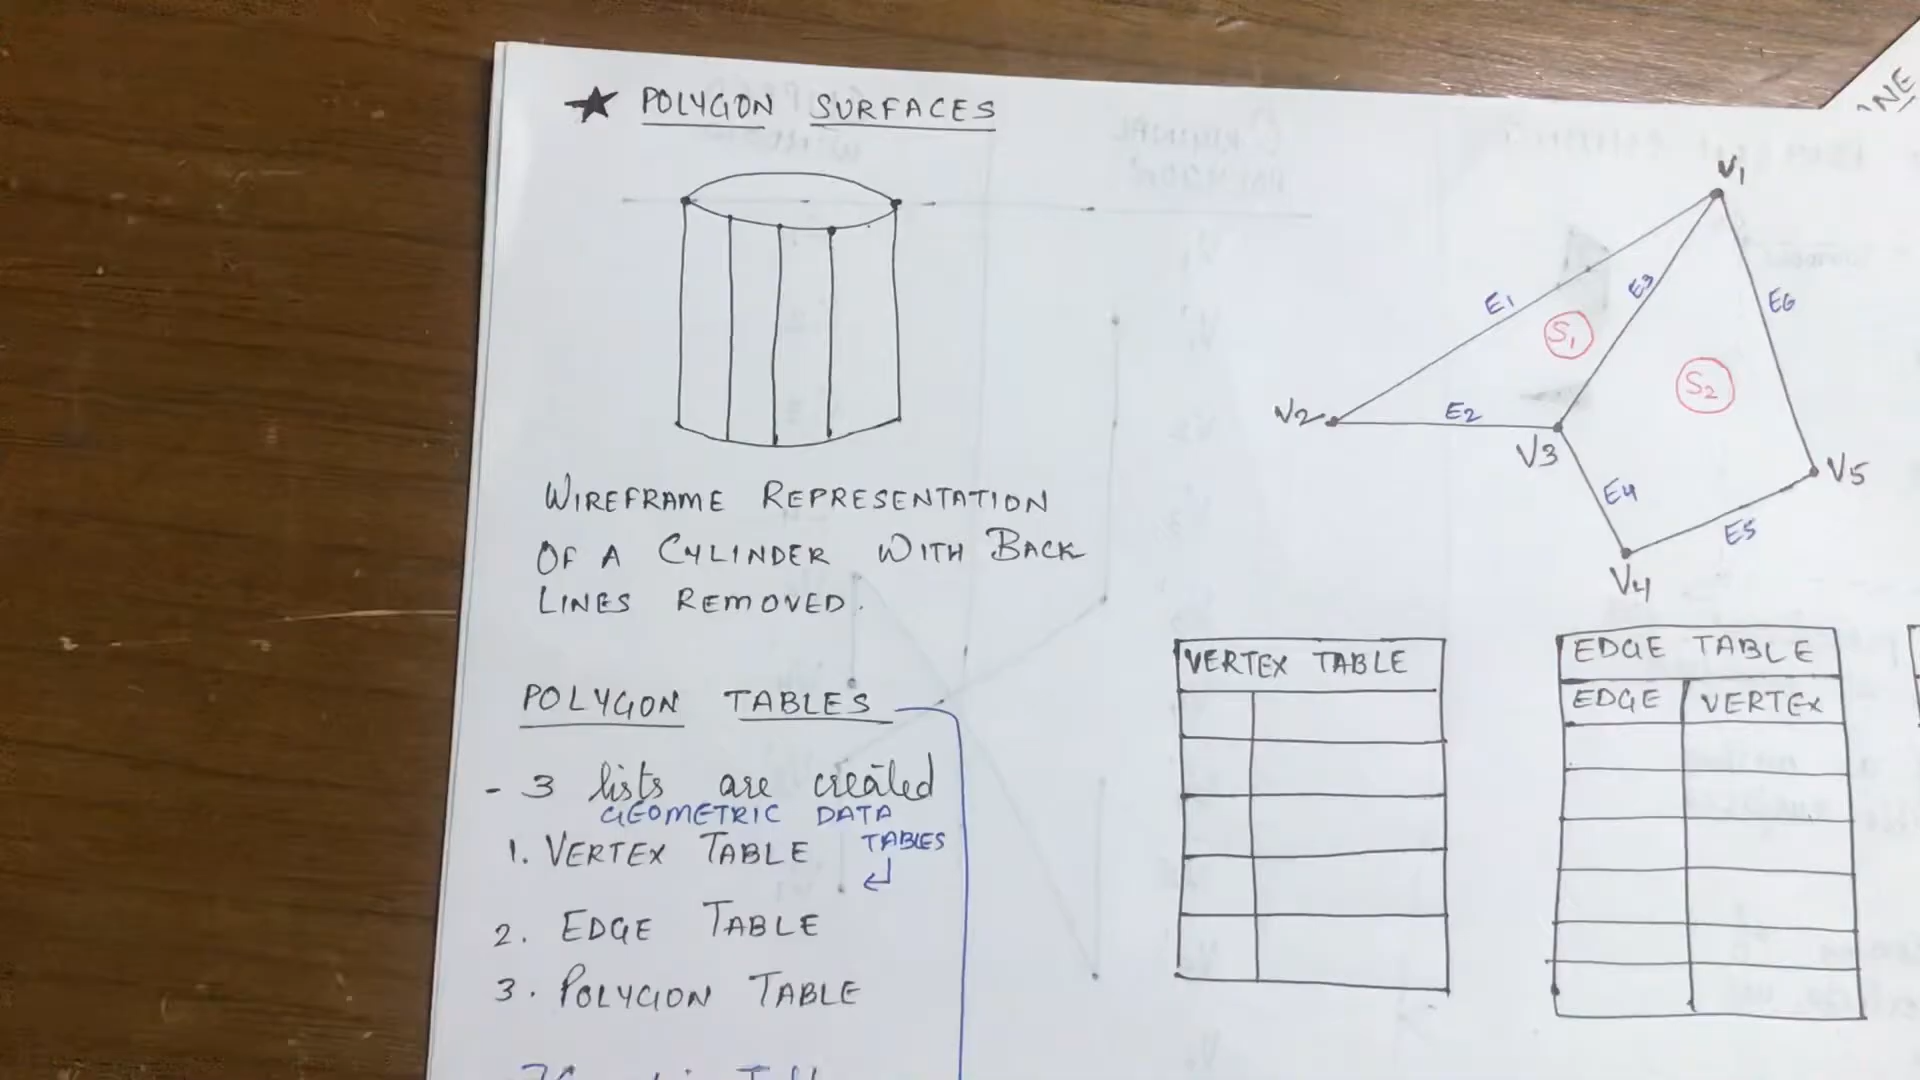 ★ POLYGON SURFACES
WIREFRAME REPRESENTATION
OF A CYLINDER WITH BACK
LINES REMOVED.
POLYGON TABLES
- 3 lists are created
GEOMETRIC DATA
TABLES
1. VERTEX TABLE
2. EDGE TABLE
3. POLYGON TABLE
V1
E1
E3
E6
S1
S2
V2
E2
V3
V5
E4
E5
V4
VERTEX TABLE
EDGE TABLE
EDGE VERTEX